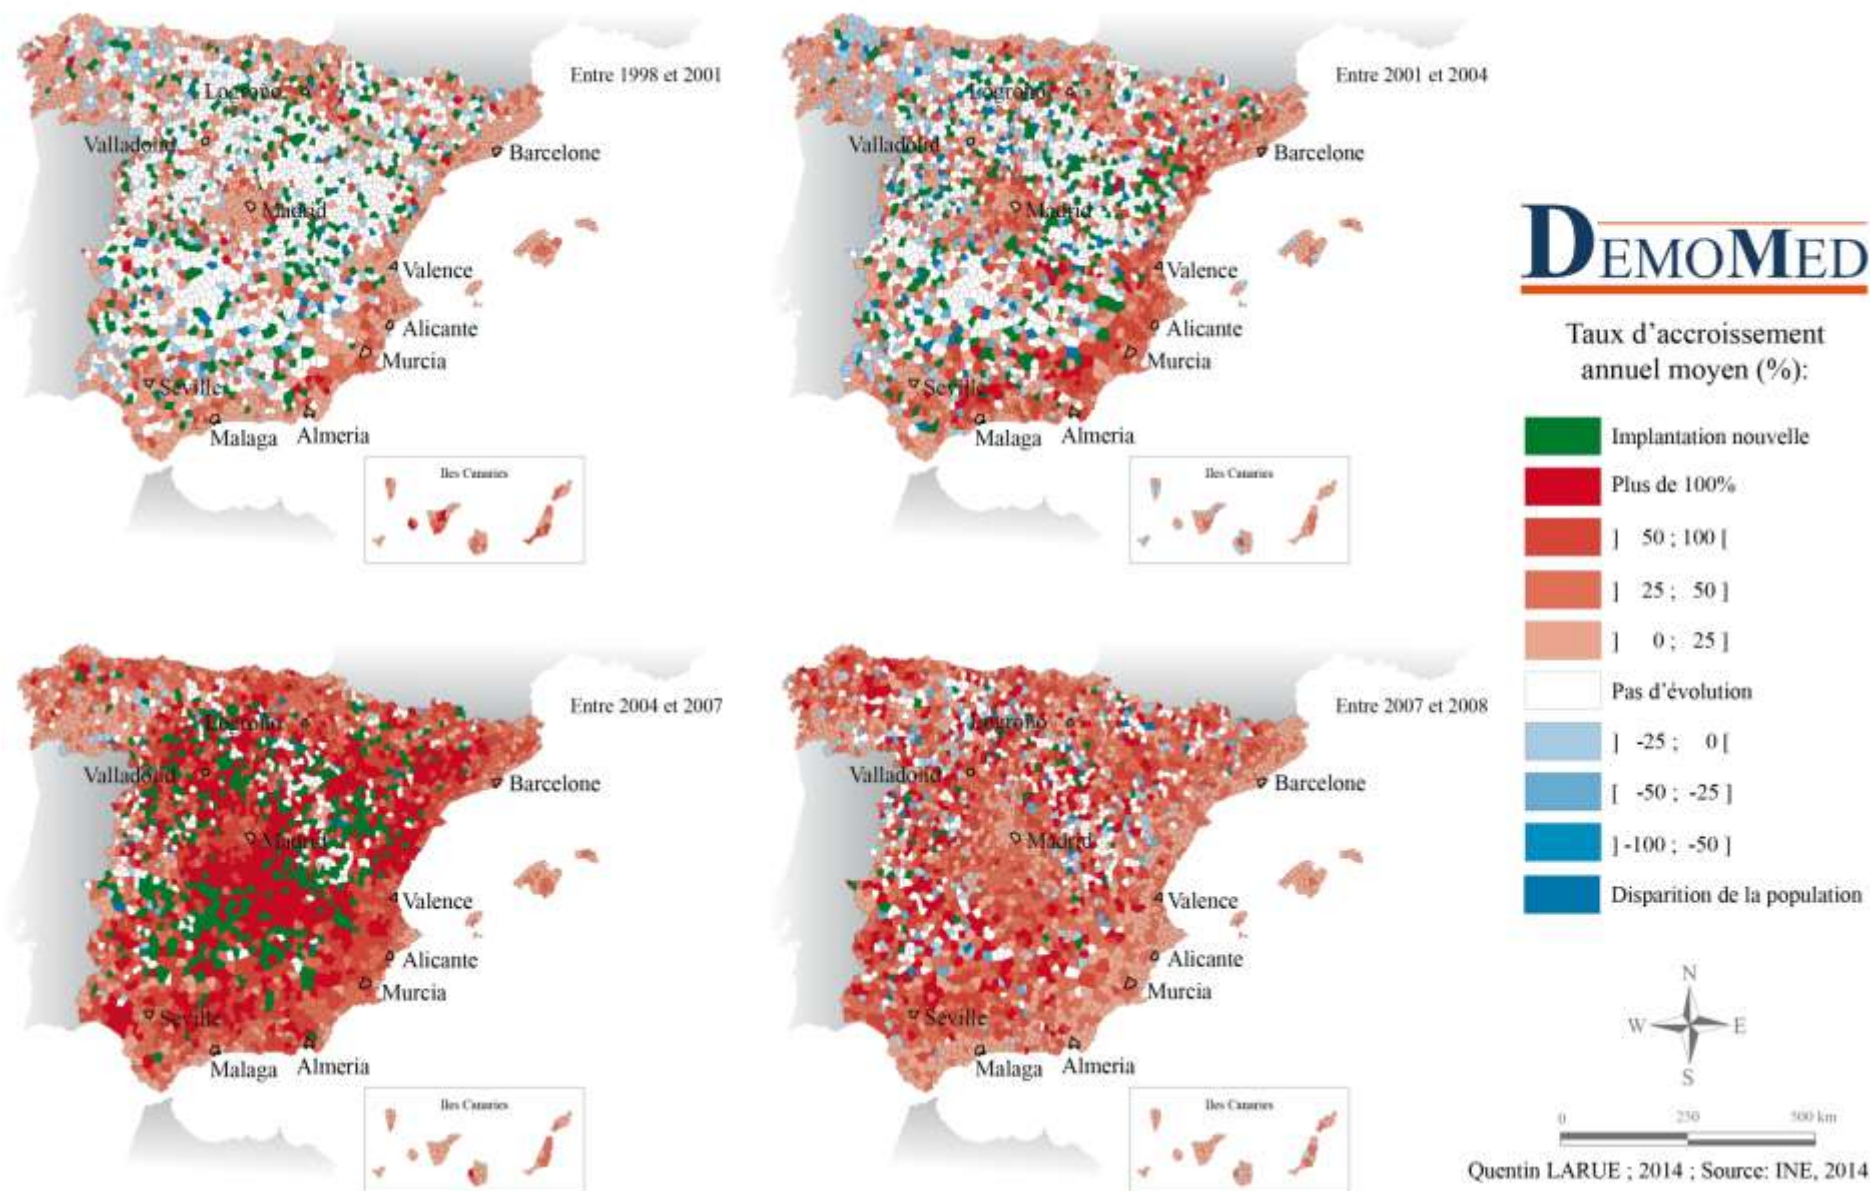 Entre 1998 et 2001
Logroño
Valladolid
Barcelone
Madrid
Valence
Alicante
Murcia
Séville
Malaga
Almeria
Iles Canaries
Entre 2001 et 2004
Logroño
Valladolid
Barcelone
Madrid
Valence
Alicante
Murcia
Séville
Malaga
Almeria
Iles Canaries
Entre 2004 et 2007
Logroño
Valladolid
Barcelone
Madrid
Valence
Alicante
Murcia
Séville
Malaga
Almeria
Iles Canaries
Entre 2007 et 2008
Logroño
Valladolid
Barcelone
Madrid
Valence
Alicante
Murcia
Séville
Malaga
Almeria
Iles Canaries
DEMOMED
Taux d'accroissement
annuel moyen (%):
Implantation nouvelle
Plus de 100%
] 50 ; 100 [
] 25 ; 50 ]
] 0 ; 25 ]
Pas d'évolution
] -25 ; 0 [
[ -50 ; -25 ]
] -100 ; -50 ]
Disparition de la population
N
W E
S
0 250 500 km
Quentin LARUE ; 2014 ; Source: INE, 2014